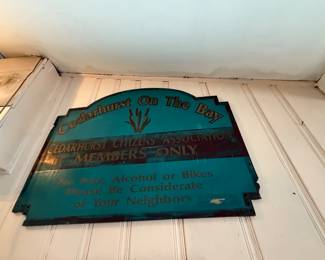 Cedarhurst On The Bay
CEDARHURST CITIZENS ASSOCIATION
MEMBERS ONLY
No Pets, Alcohol or Bikes
Please Be Considerate
of Your Neighbors